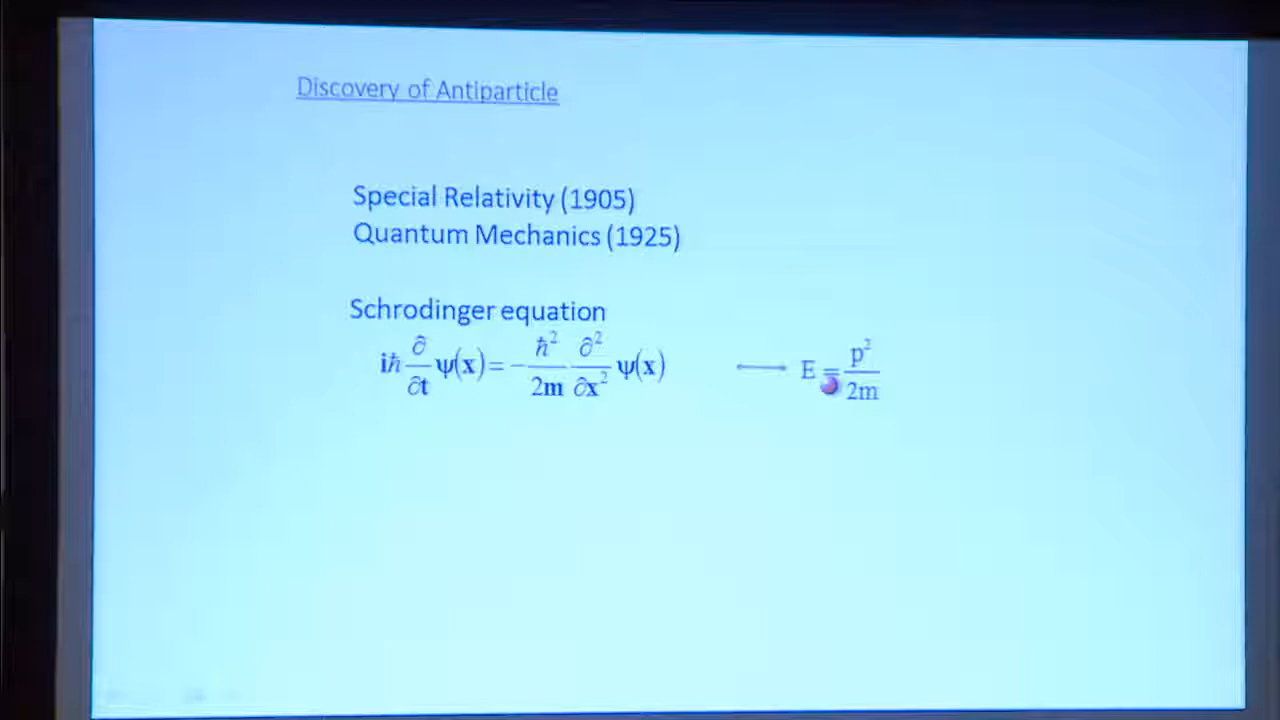 Discovery of Antiparticle
Special Relativity (1905)
Quantum Mechanics (1925)
Schrodinger equation
iħ ∂/∂t ψ(x) = − ħ²/2m ∂²/∂x² ψ(x) ⟷ E = p²/2m